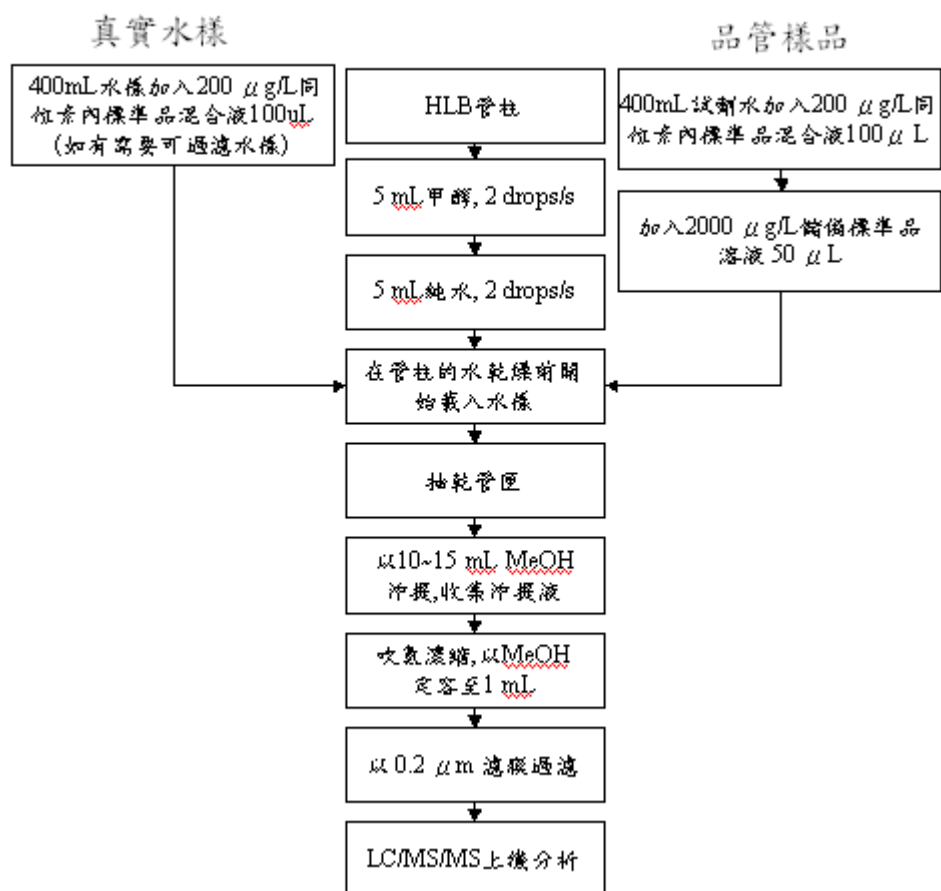 真實水樣
400mL水樣加入200 μg/L同
位素內標準品混合液100uL
(如有需要可過濾水樣)
HLB管柱
5 mL甲醇, 2 drops/s
5 mL純水, 2 drops/s
品管樣品
400mL試劑水加入200 μg/L同
位素內標準品混合液100μL
加入2000 μg/L儲備標準品
溶液 50 μL
在管柱的水乾燥前開
始載入水樣
抽乾管匣
以10~15 mL MeOH
沖提,收集沖提液
吹氮濃縮,以MeOH
定容至1 mL
以 0.2 μm 濾膜過濾
LC/MS/MS上機分析